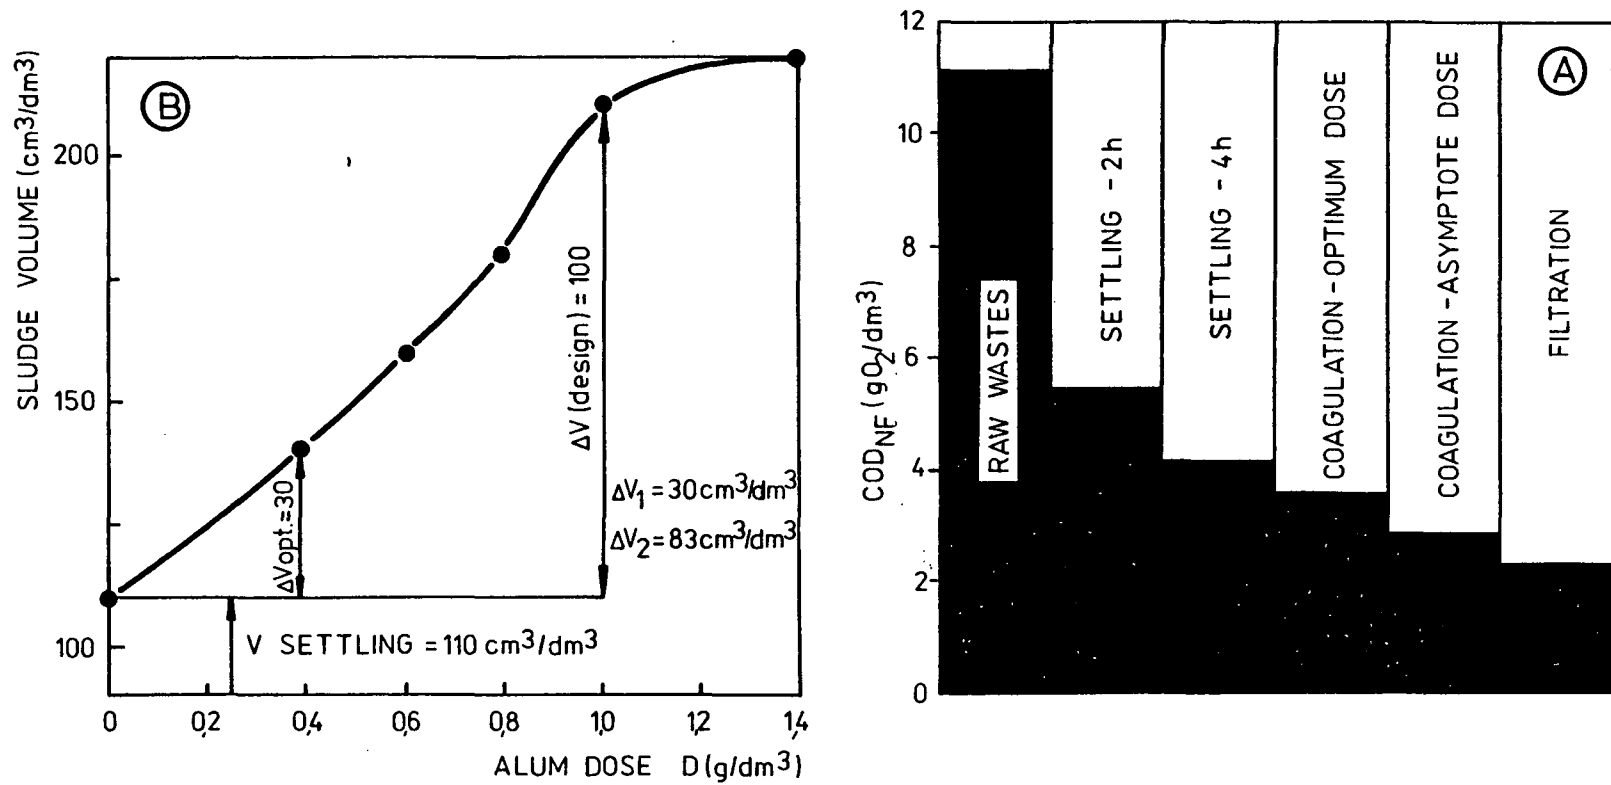 B
SLUDGE VOLUME (cm³/dm³)
200
150
100
ΔVopt.=30
ΔV (design) = 100
ΔV₁ = 30 cm³/dm³
ΔV₂ = 83 cm³/dm³
V SETTLING = 110 cm³/dm³
0 0,2 0,4 0,6 0,8 1,0 1,2 1,4
ALUM DOSE D (g/dm³)
A
COD_NF (gO₂/dm³)
12
10
8
6
4
2
0
RAW WASTES
SETTLING - 2h
SETTLING - 4h
COAGULATION - OPTIMUM DOSE
COAGULATION - ASYMPTOTE DOSE
FILTRATION